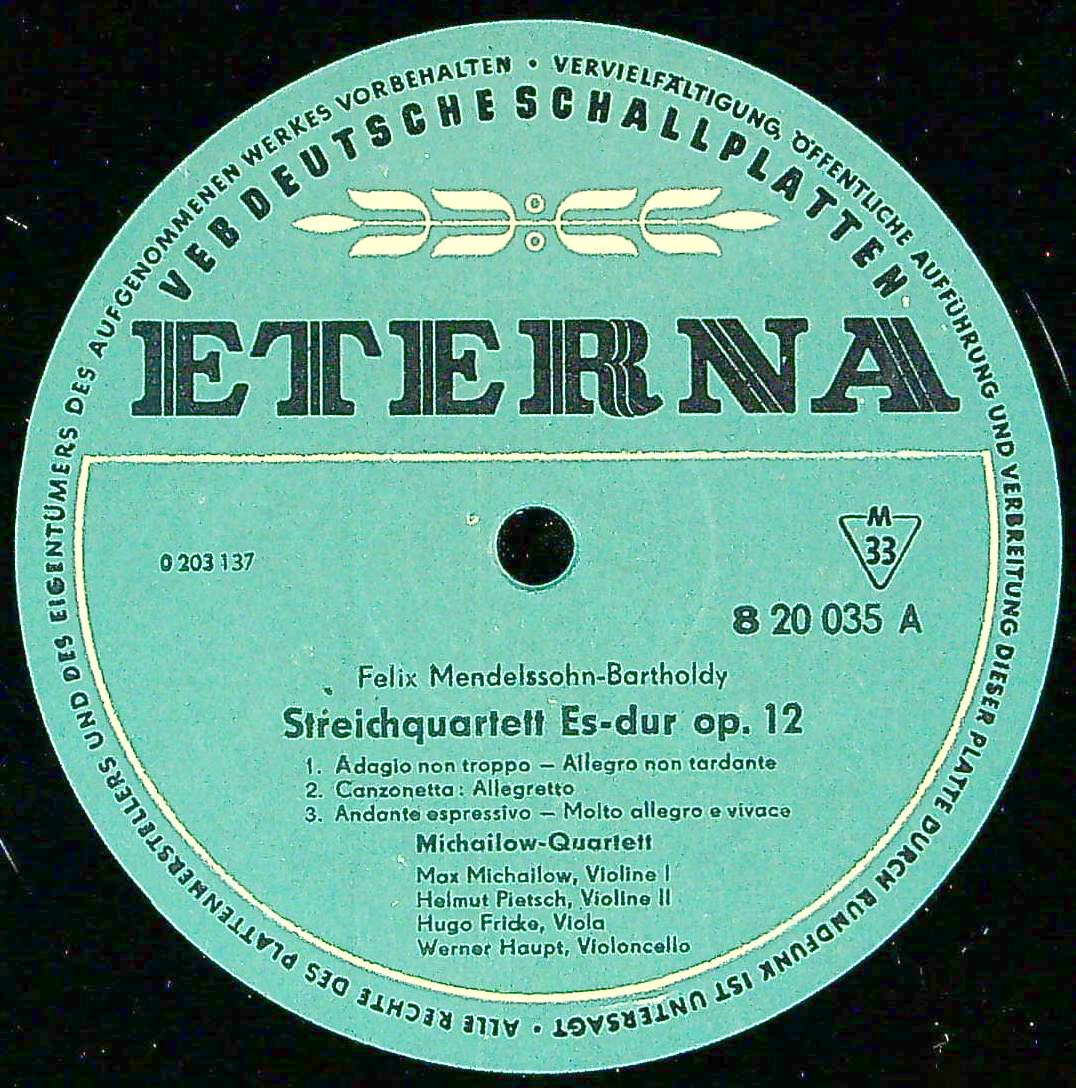 ALLE RECHTE DES PLATTENHERSTELLERS UND DES EIGENTÜMERS DES AUFGENOMMENEN WERKES VORBEHALTEN • VERVIELFÄLTIGUNG, ÖFFENTLICHE AUFFÜHRUNG UND VERBREITUNG DIESER PLATTE DURCH RUNDFUNK IST UNTERSAGT •
VEB DEUTSCHE SCHALLPLATTEN
ETERNA
M
33
0 203 137
8 20 035 A
Felix Mendelssohn-Bartholdy
Streichquartett Es-dur op. 12
1. Adagio non troppo – Allegro non tardante
2. Canzonetta: Allegretto
3. Andante espressivo – Molto allegro e vivace
Michailow-Quartett
Max Michailow, Violine I
Helmut Pietsch, Violine II
Hugo Fricke, Viola
Werner Haupt, Violoncello